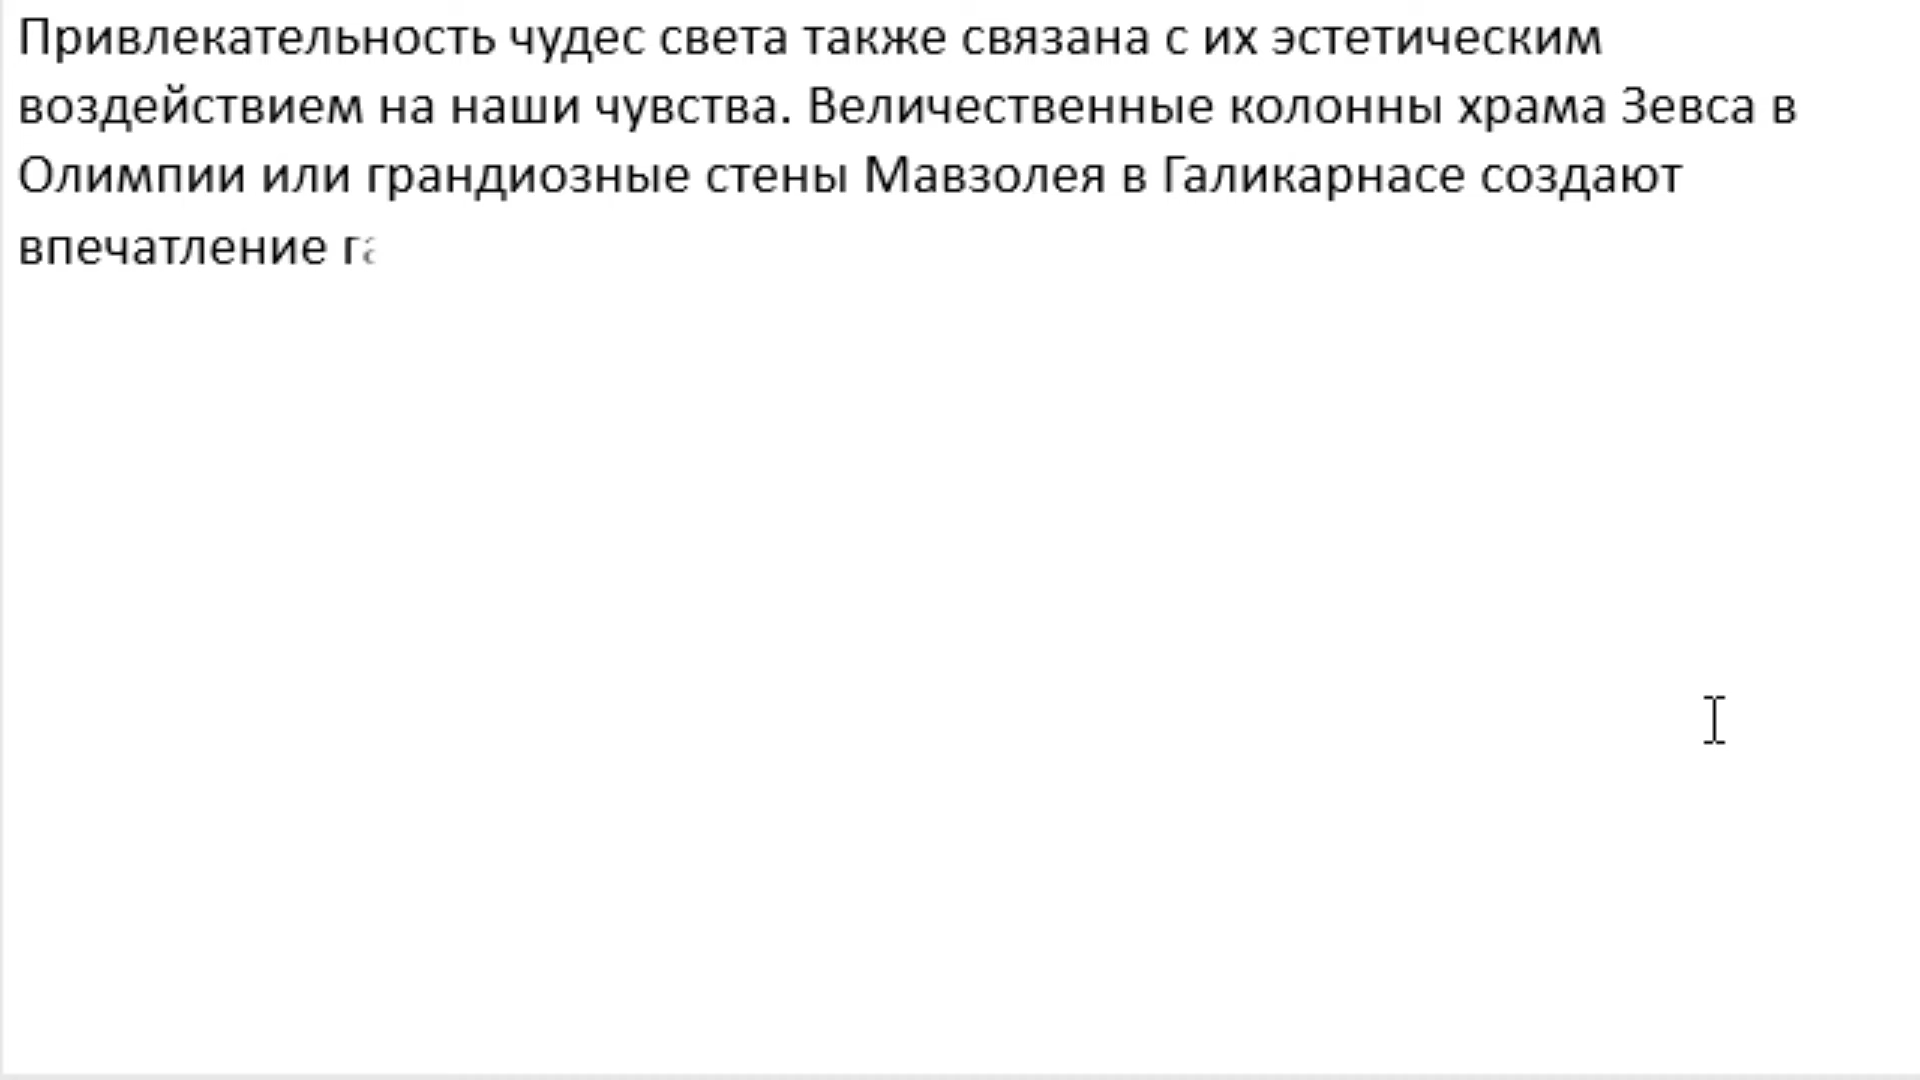 Привлекательность чудес света также связана с их эстетическим
воздействием на наши чувства. Величественные колонны храма Зевса в
Олимпии или грандиозные стены Мавзолея в Галикарнасе создают
впечатление